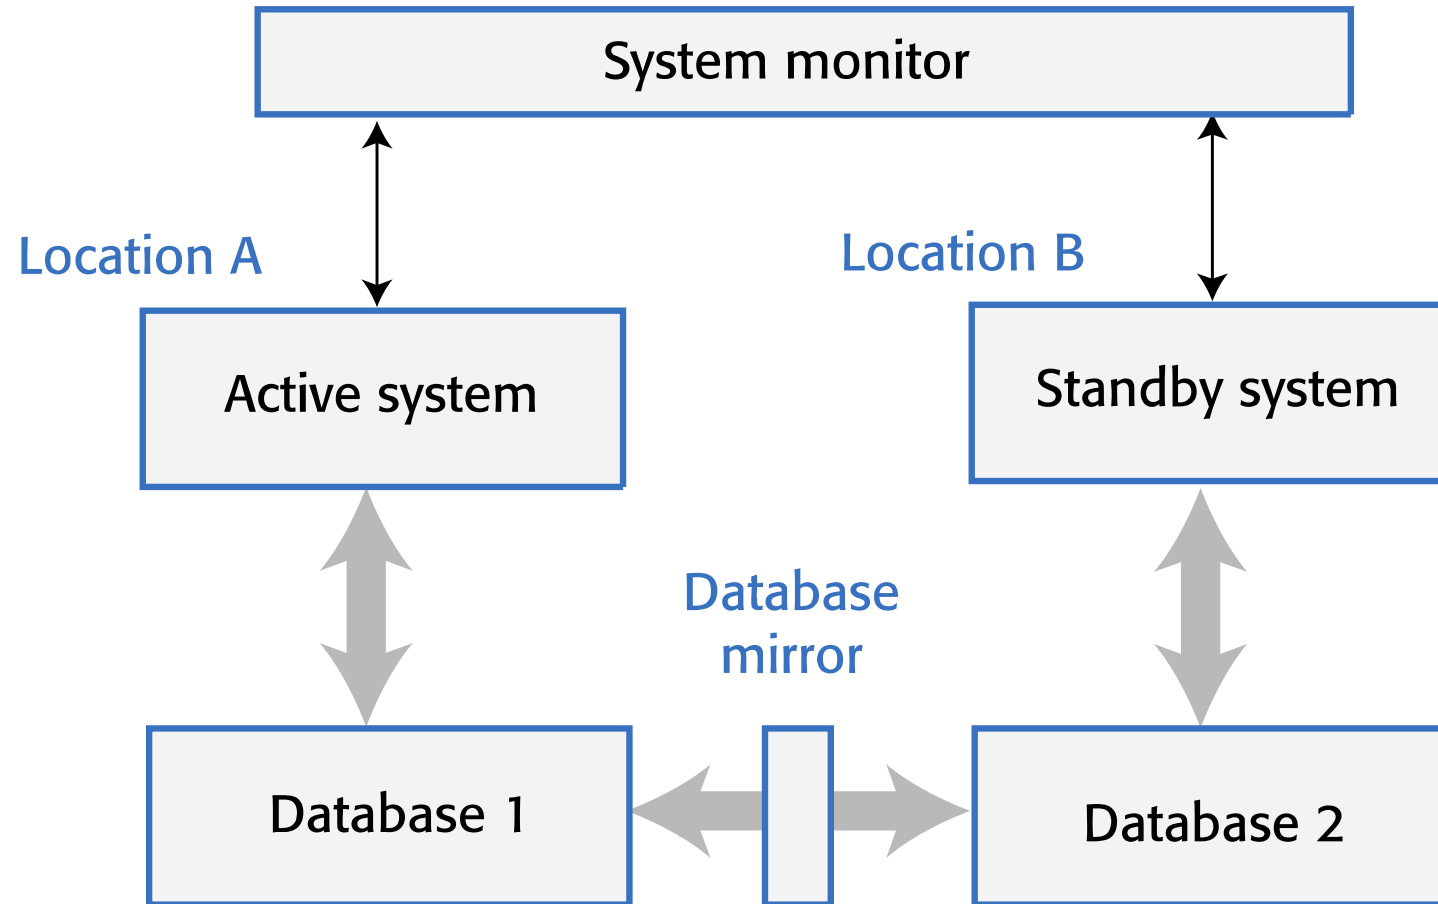 System monitor
Location A
Location B
Active system
Standby system
Database
mirror
Database 1
Database 2